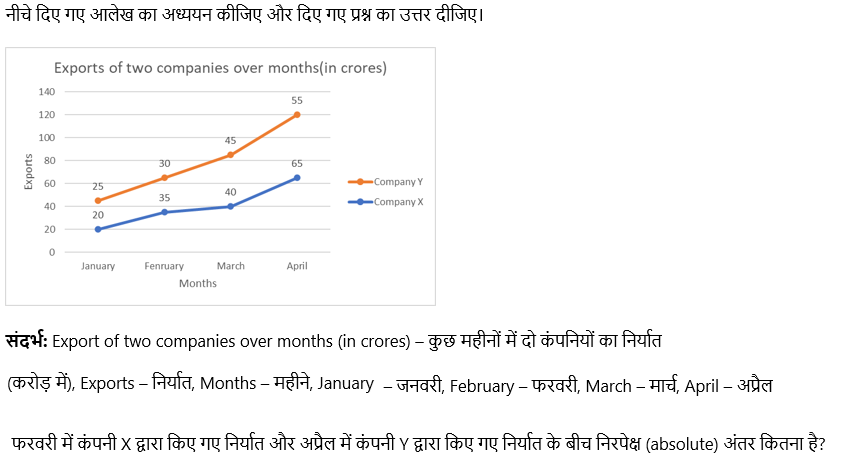 नीचे दिए गए आलेख का अध्ययन कीजिए और दिए गए प्रश्न का उत्तर दीजिए।
Exports of two companies over months(in crores)
140
120
100
80
60
40
20
0
Exports
25
30
45
55
20
35
40
65
January Fenruary March April
Months
Company Y
Company X
संदर्भ: Export of two companies over months (in crores) – कुछ महीनों में दो कंपनियों का निर्यात
(करोड़ में), Exports – निर्यात, Months – महीने, January – जनवरी, February – फरवरी, March – मार्च, April – अप्रैल
फरवरी में कंपनी X द्वारा किए गए निर्यात और अप्रैल में कंपनी Y द्वारा किए गए निर्यात के बीच निरपेक्ष (absolute) अंतर कितना है?